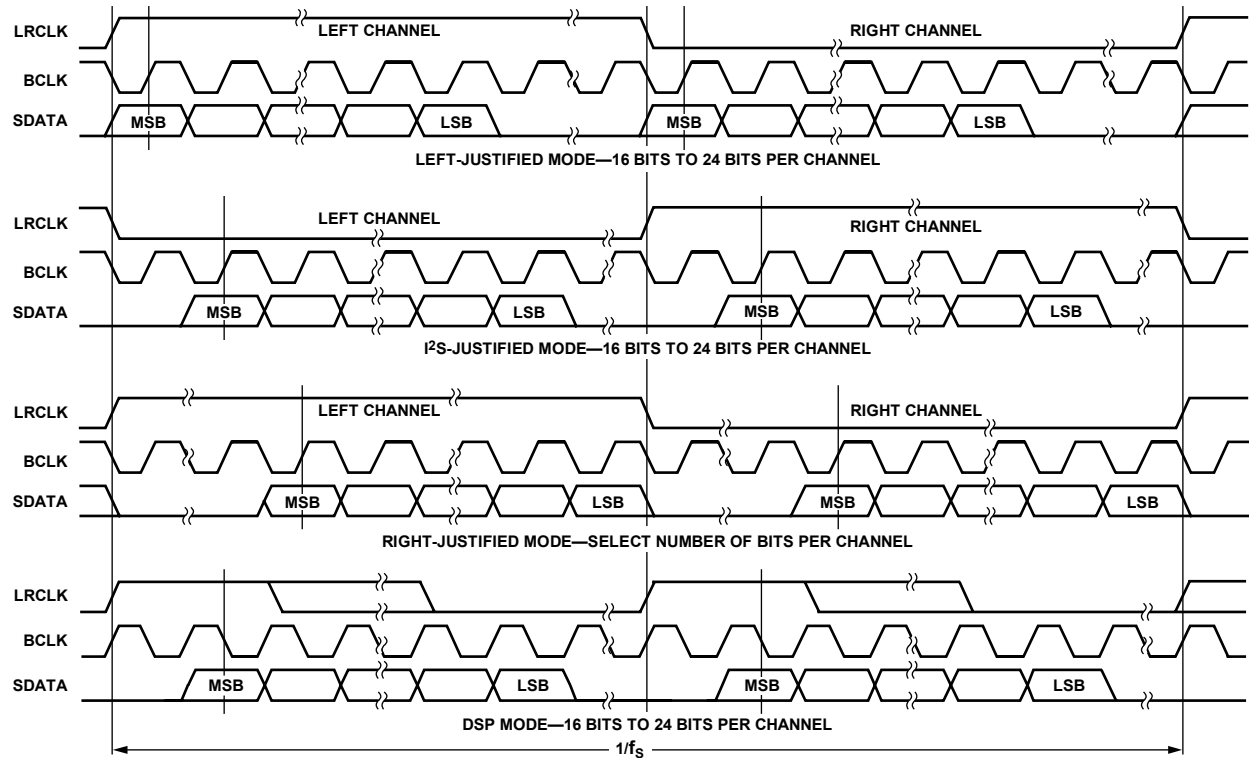 LRCLK LEFT CHANNEL RIGHT CHANNEL
BCLK
SDATA MSB LSB MSB LSB
LEFT-JUSTIFIED MODE—16 BITS TO 24 BITS PER CHANNEL
LRCLK LEFT CHANNEL RIGHT CHANNEL
BCLK
SDATA MSB LSB MSB LSB
I²S-JUSTIFIED MODE—16 BITS TO 24 BITS PER CHANNEL
LRCLK LEFT CHANNEL RIGHT CHANNEL
BCLK
SDATA MSB LSB MSB LSB
RIGHT-JUSTIFIED MODE—SELECT NUMBER OF BITS PER CHANNEL
LRCLK
BCLK
SDATA MSB LSB MSB LSB
DSP MODE—16 BITS TO 24 BITS PER CHANNEL
1/fS